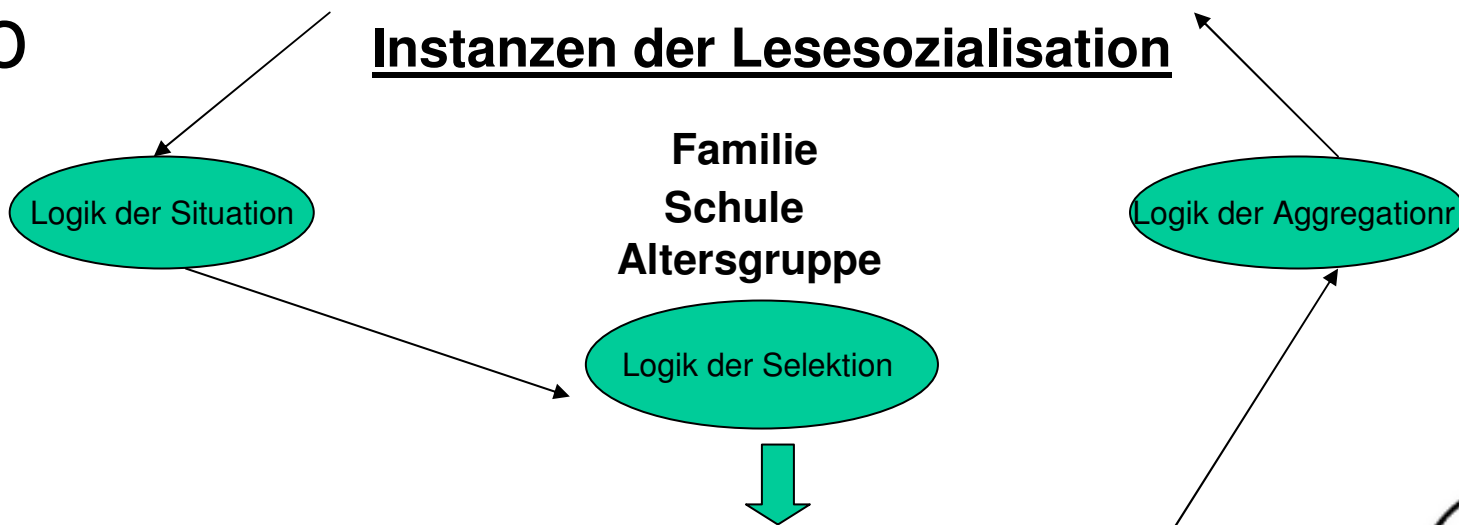 Instanzen der Lesesozialisation
Familie
Schule
Altersgruppe
Logik der Situation
Logik der Aggregationr
Logik der Selektion